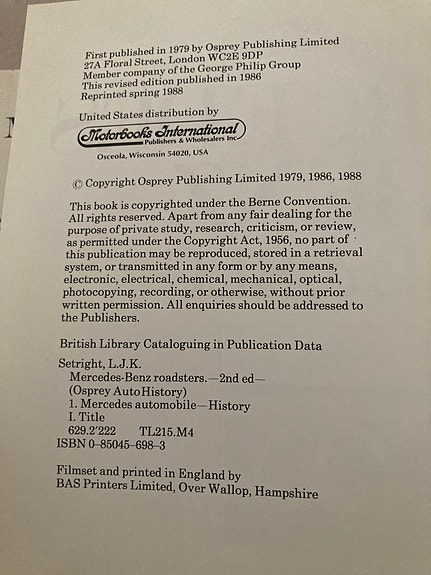 First published in 1979 by Osprey Publishing Limited
27A Floral Street, London WC2E 9DP
Member company of the George Philip Group
This revised edition published in 1986
Reprinted spring 1988
United States distribution by
Motorbooks International
Publishers & Wholesalers Inc
Osceola, Wisconsin 54020, USA
© Copyright Osprey Publishing Limited 1979, 1986, 1988
This book is copyrighted under the Berne Convention.
All rights reserved. Apart from any fair dealing for the
purpose of private study, research, criticism, or review,
as permitted under the Copyright Act, 1956, no part of
this publication may be reproduced, stored in a retrieval
system, or transmitted in any form or by any means,
electronic, electrical, chemical, mechanical, optical,
photocopying, recording, or otherwise, without prior
written permission. All enquiries should be addressed to
the Publishers.
British Library Cataloguing in Publication Data
Setright, L.J.K.
Mercedes-Benz roadsters.—2nd ed—
(Osprey AutoHistory)
1. Mercedes automobile—History
I. Title
629.2'222 TL215.M4
ISBN 0-85045-698-3
Filmset and printed in England by
BAS Printers Limited, Over Wallop, Hampshire